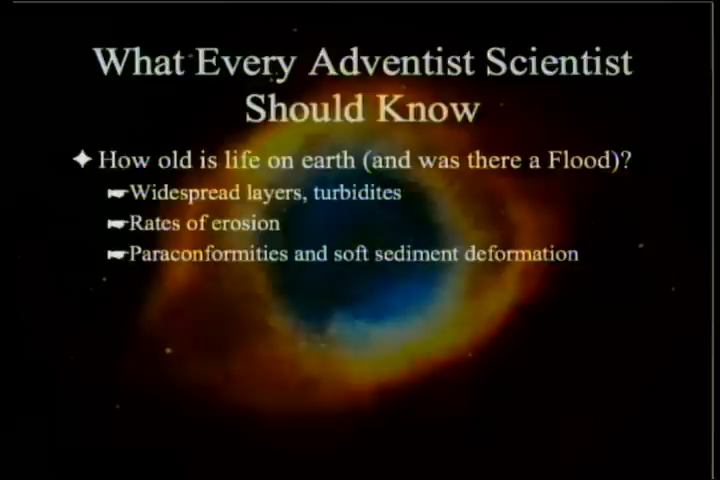 What Every Adventist Scientist
Should Know
How old is life on earth (and was there a Flood)?
Widespread layers, turbidites
Rates of erosion
Paraconformities and soft sediment deformation